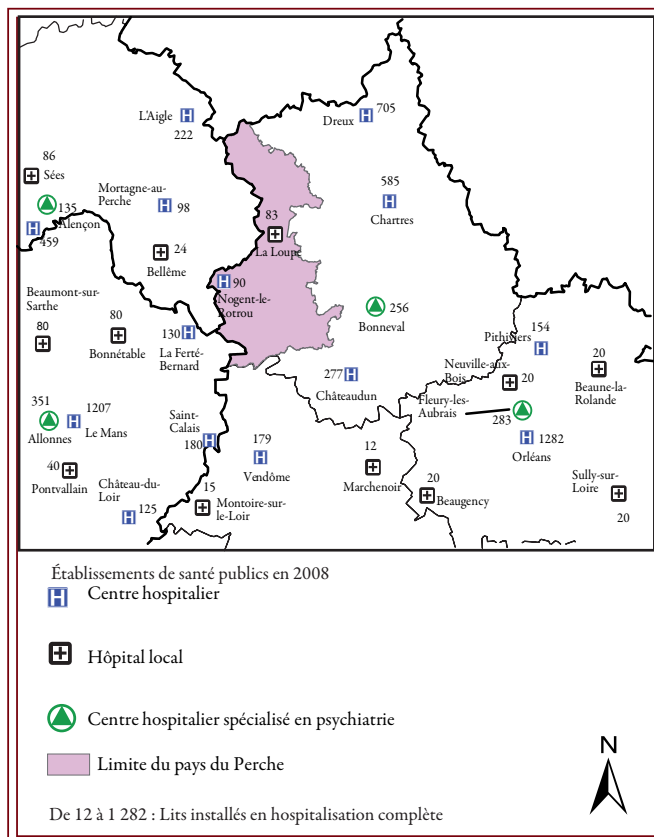 L'Aigle
222
Dreux
705
86
Sées
135
Alençon
459
Mortagne-au-
Perche
98
585
Chartres
83
La Loupe
24
Bellême
90
Nogent-le-
Rotrou
256
Bonneval
Beaumont-sur-
Sarthe
80
80
Bonnétable
130
La Ferté-
Bernard
277
Châteaudun
154
Pithiviers
Neuville-aux-
Bois
20
20
Beaune-la-
Rolande
Fleury-les-
Aubrais
283
1282
Orléans
351
Allonnes
1207
Le Mans
Saint-
Calais
180
179
Vendôme
12
Marchenoir
40
Pontvallain
Château-du-
Loir
125
15
Montoire-sur-
le-Loir
20
Beaugency
Sully-sur-
Loire
20
Établissements de santé publics en 2008
H Centre hospitalier
Hôpital local
Centre hospitalier spécialisé en psychiatrie
Limite du pays du Perche
N
De 12 à 1 282 : Lits installés en hospitalisation complète